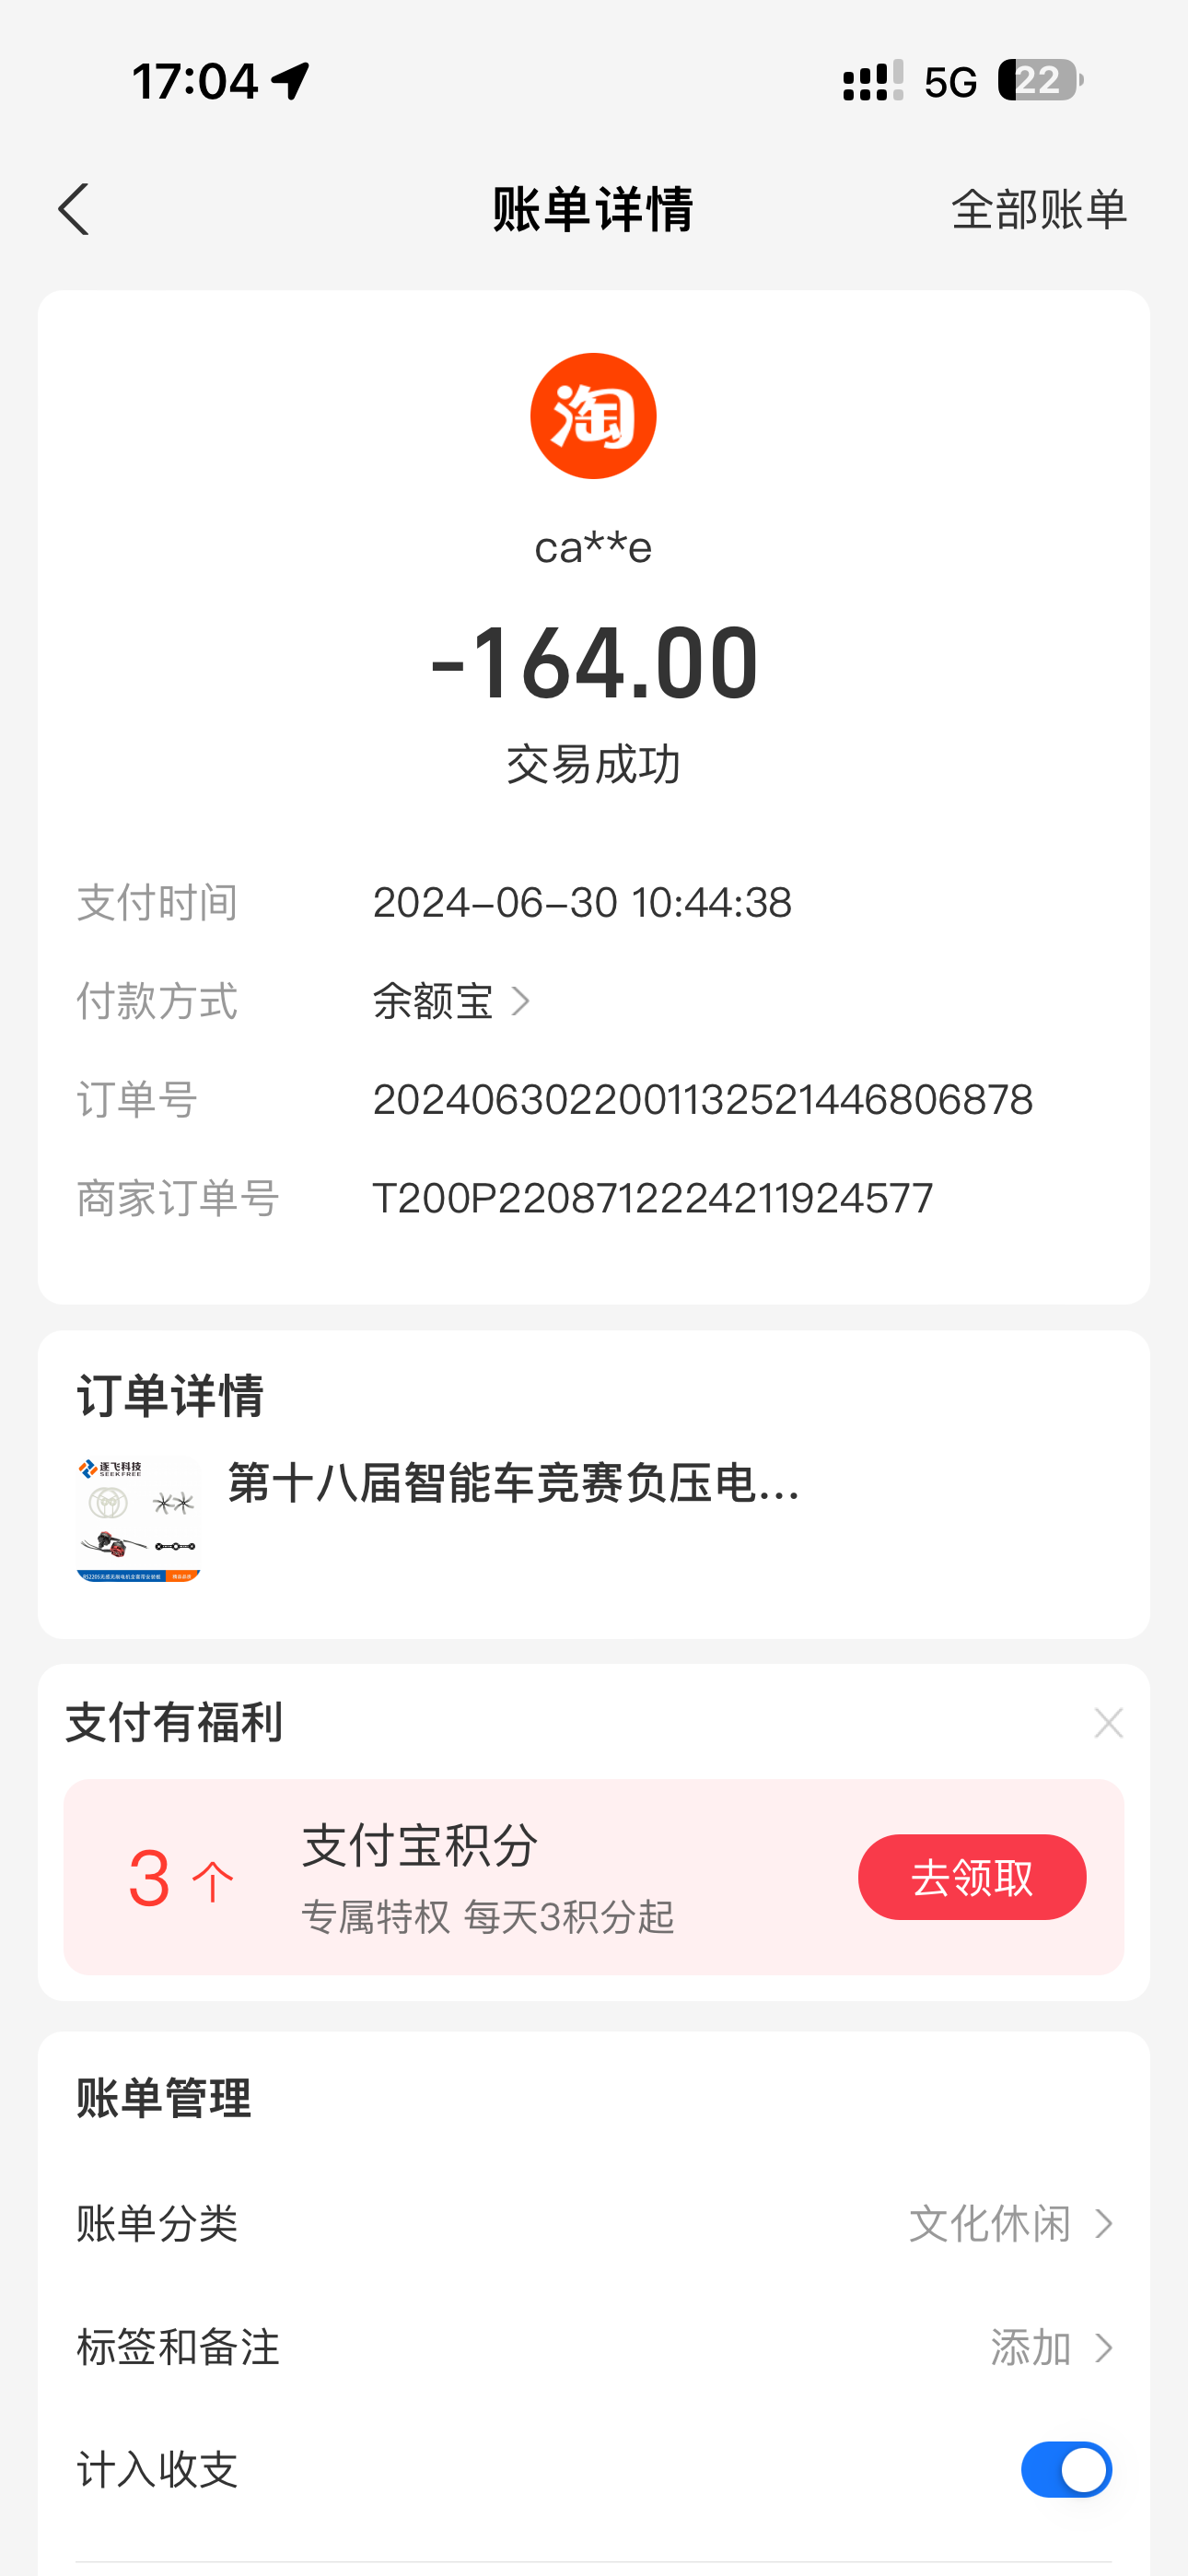 17:04
5G 22
账单详情
全部账单
淘
ca**e
-164.00
交易成功
支付时间 2024-06-30 10:44:38
付款方式 余额宝
订单号 2024063022001132521446806878
商家订单号 T200P2208712224211924577
订单详情
逐飞科技
SEEKFREE
第十八届智能车竞赛负压电...
支付有福利
3 个
支付宝积分
专属特权 每天3积分起
去领取
账单管理
账单分类 文化休闲
标签和备注 添加
计入收支